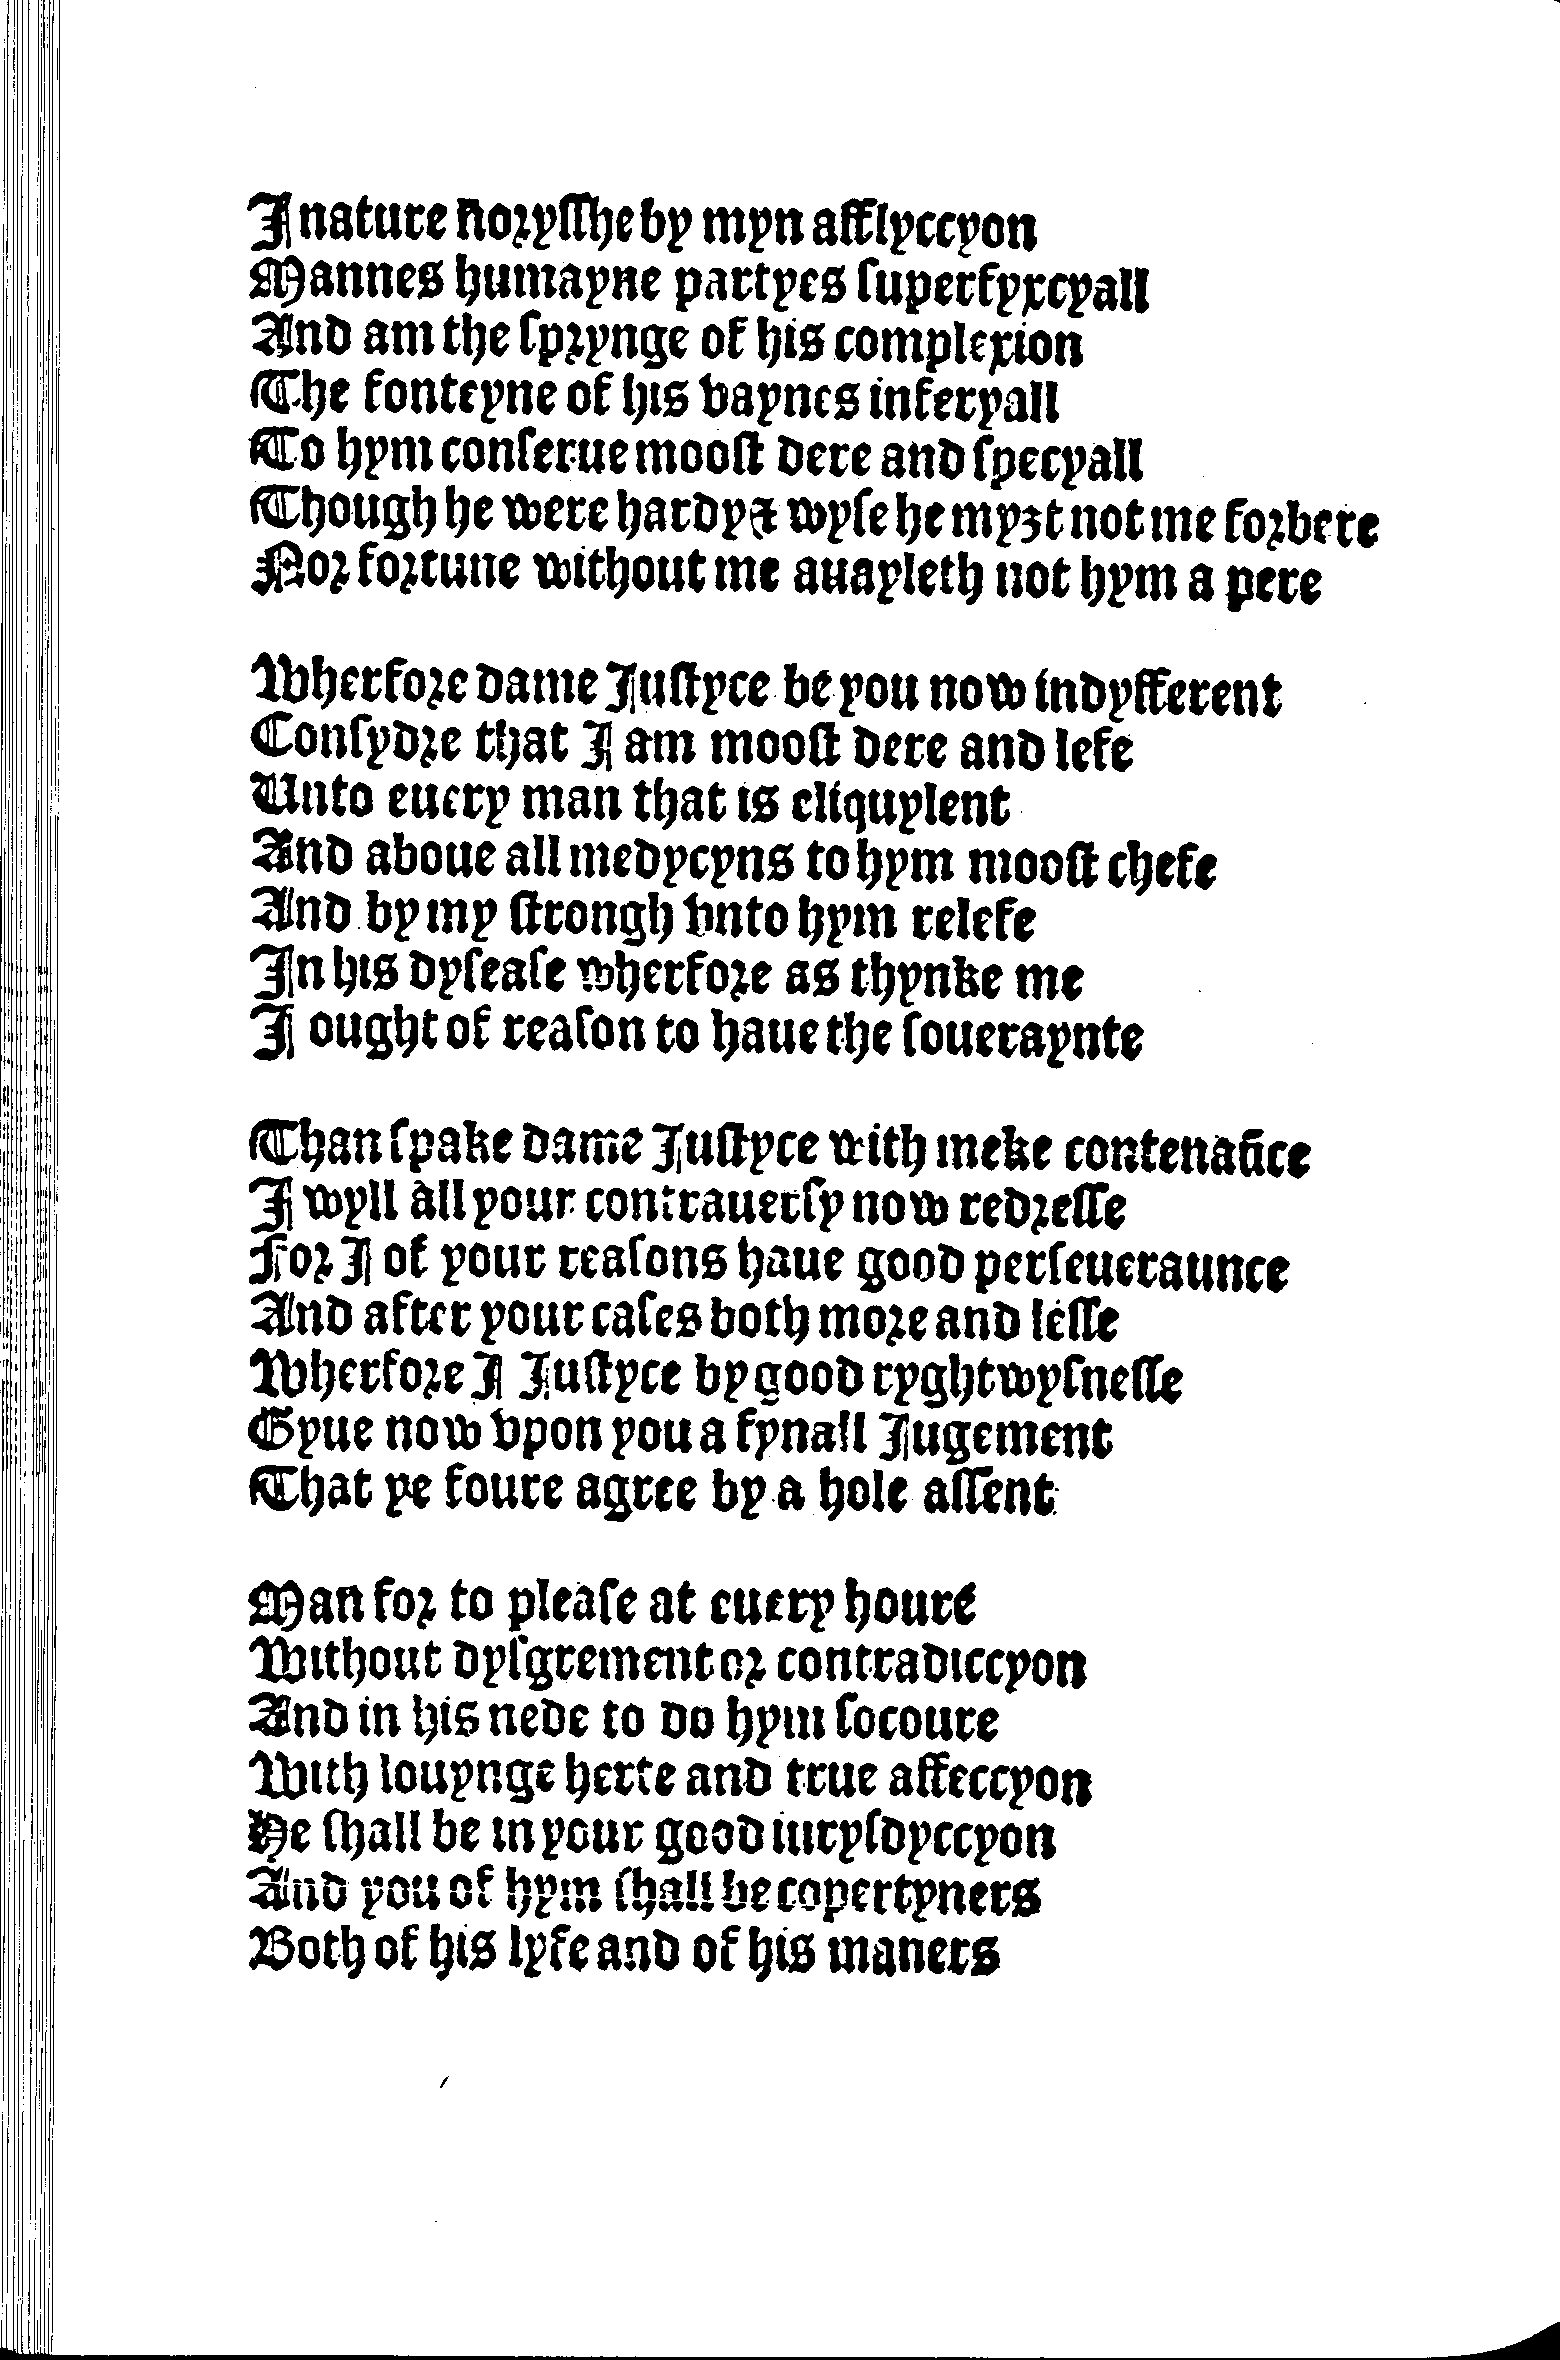 I nature noryſſhe by myn afflyccyon
Mannes humayne partyes ſuperfyxcyall
And am the ſprynge of his complexion
The fonteyne of his vaynes inferyall
To hym conſerue mooſt dere and ſpecyall
Though he were hardy & wyſe he myȝt not me forbere
Nor fortune without me auayleth not hym a pere

Wherfore dame Juſtyce be you now indyfferent
Conſydre that I am mooſt dere and lefe
Unto euery man that is eliquylent
And aboue all medycyns to hym mooſt chefe
And by my ſtrongh vnto hym relefe
In his dyſeaſe wherfore as thynke me
I ought of reaſon to haue the ſoueraynte

Than ſpake dame Juſtyce with meke contenaūce
I wyll all your contrauerſy now redreſſe
For I of your reaſons haue good perſeueraunce
And after your caſes both more and leſſe
Wherfore I Juſtyce by good ryghtwyſneſſe
Gyue now vpon you a fynall Jugement
That ye foure agree by a hole aſſent

Man for to pleaſe at euery houre
Without dyſgrement or contradiccyon
And in his nede to do hym ſocoure
With louynge herte and true affeccyon
He ſhall be in your good iuryſdyccyon
And you of hym ſhall be copertyners
Both of his lyfe and of his maners